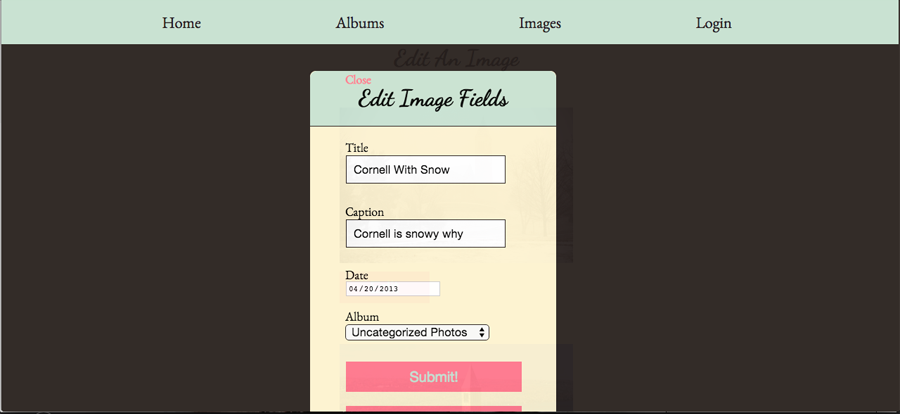 Home Albums Images Login
Edit An Image
Close
Edit Image Fields
Title
Cornell With Snow
Caption
Cornell is snowy why
Date
04/20/2013
Album
Uncategorized Photos
Submit!